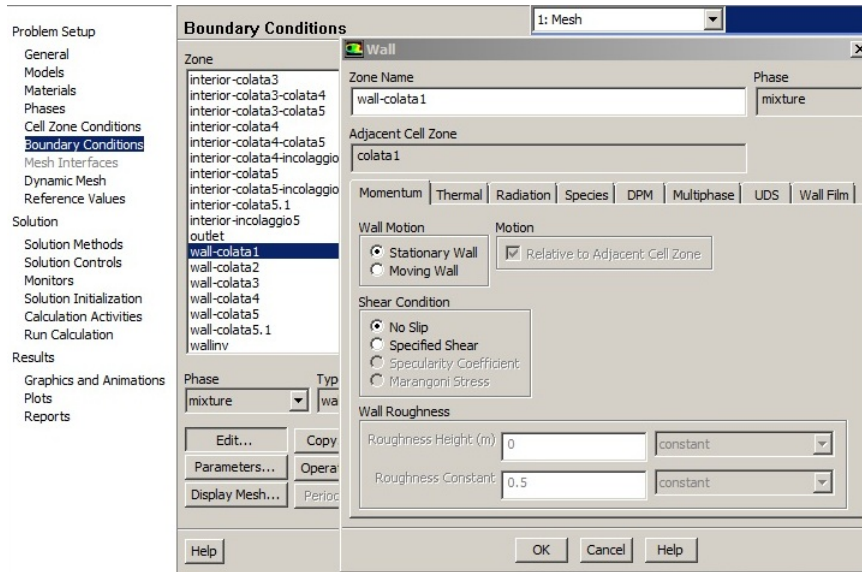 Problem Setup
General
Models
Materials
Phases
Cell Zone Conditions
Boundary Conditions
Mesh Interfaces
Dynamic Mesh
Reference Values
Solution
Solution Methods
Solution Controls
Monitors
Solution Initialization
Calculation Activities
Run Calculation
Results
Graphics and Animations
Plots
Reports
Boundary Conditions
1: Mesh
Zone
interior-colata3
interior-colata3-colata4
interior-colata3-colata5
interior-colata4
interior-colata4-colata5
interior-colata4-incolaggio
interior-colata5
interior-colata5-incolaggio
interior-colata5.1
interior-incolaggio5
outlet
wall-colata1
wall-colata2
wall-colata3
wall-colata4
wall-colata5
wall-colata5.1
wallinv
Phase Typ
mixture wa
Edit... Copy
Parameters... Opera
Display Mesh... Period
Help
Wall
Zone Name Phase
wall-colata1 mixture
Adjacent Cell Zone
colata1
Momentum Thermal Radiation Species DPM Multiphase UDS Wall Film
Wall Motion Motion
Stationary Wall Relative to Adjacent Cell Zone
Moving Wall
Shear Condition
No Slip
Specified Shear
Specularity Coefficient
Marangoni Stress
Wall Roughness
Roughness Height (m) 0 constant
Roughness Constant 0.5 constant
OK Cancel Help